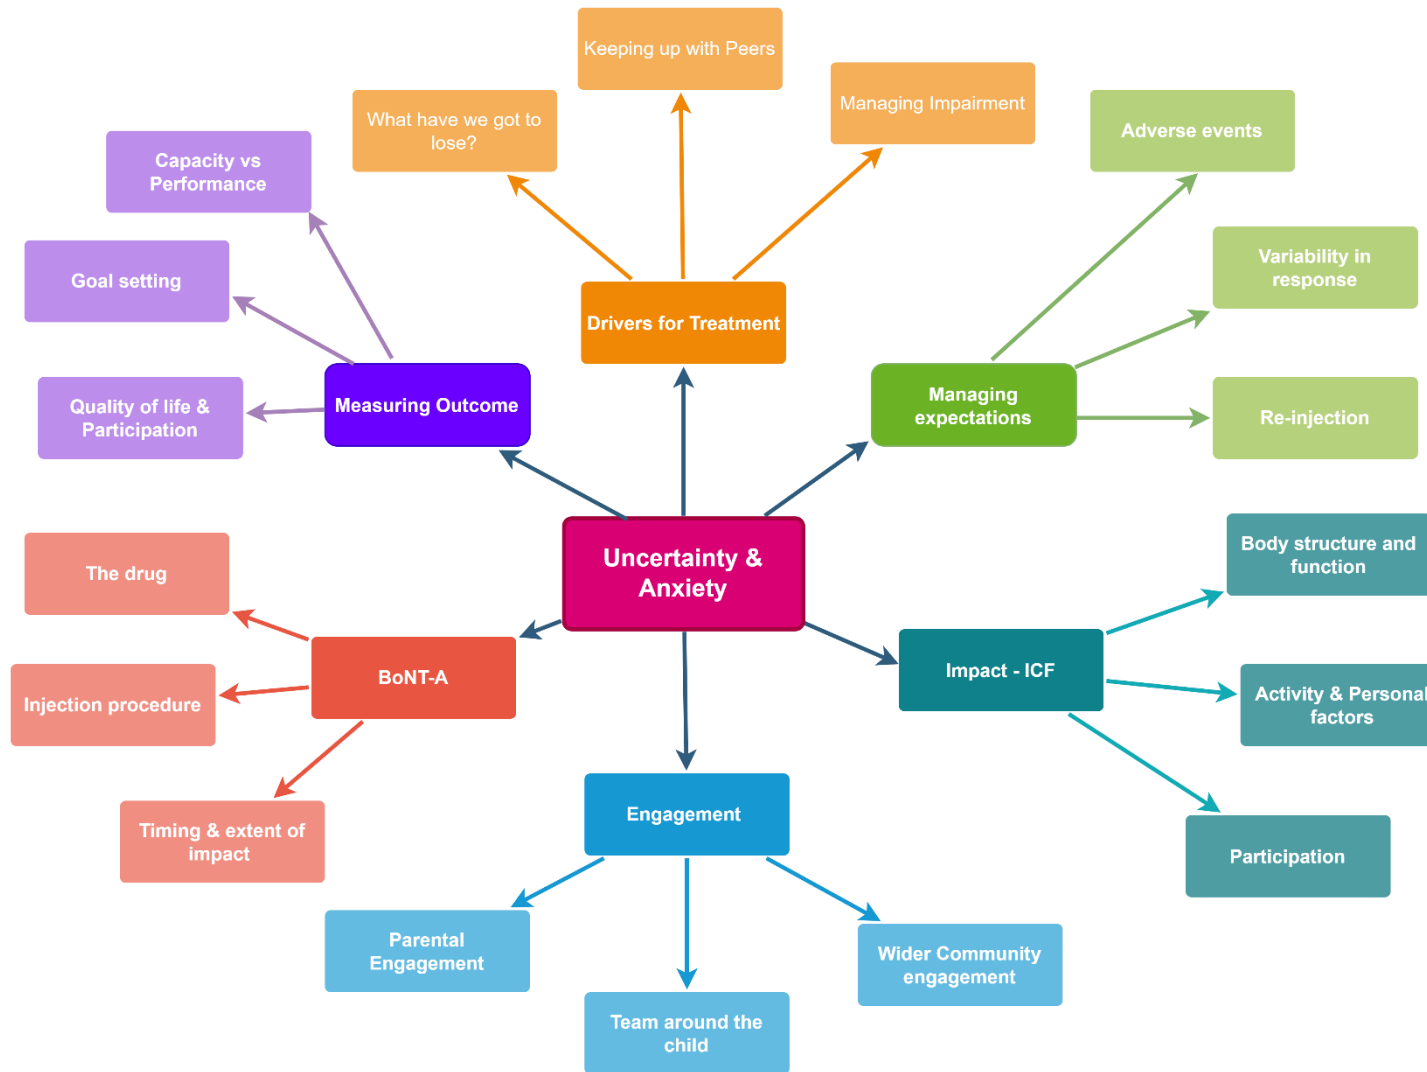 Keeping up with Peers
What have we got to
lose?
Managing Impairment
Adverse events
Capacity vs
Performance
Goal setting
Variability in
response
Drivers for Treatment
Measuring Outcome
Managing
expectations
Quality of life &
Participation
Re-injection
Uncertainty &
Anxiety
The drug
Body structure and
function
BoNT-A
Impact - ICF
Injection procedure
Activity & Personal
factors
Timing & extent of
impact
Engagement
Participation
Parental
Engagement
Wider Community
engagement
Team around the
child